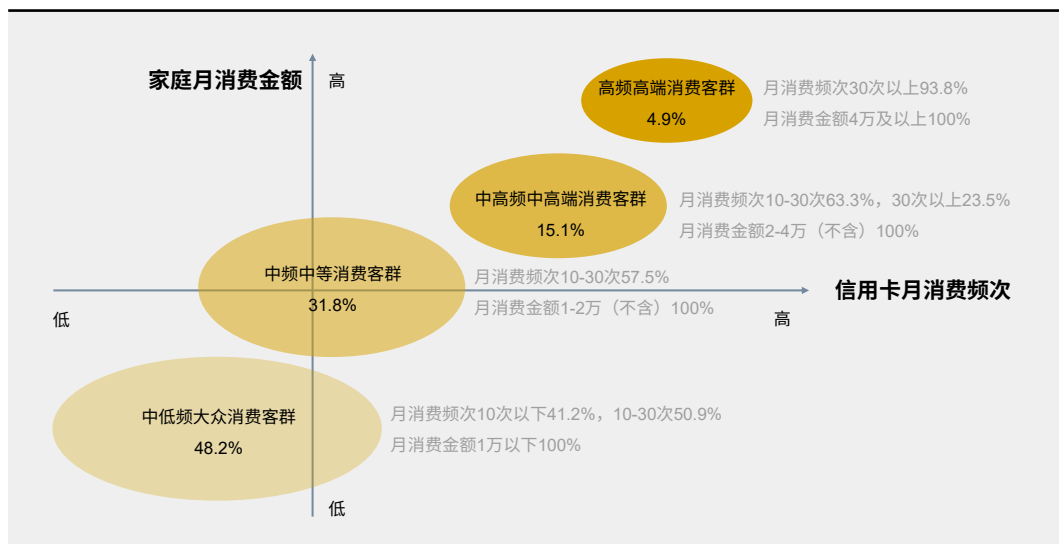 家庭月消费金额
高
高频高端消费客群
4.9%
月消费频次30次以上93.8%
月消费金额4万及以上100%
中高频中高端消费客群
15.1%
月消费频次10-30次63.3%，30次以上23.5%
月消费金额2-4万（不含）100%
中频中等消费客群
31.8%
月消费频次10-30次57.5%
月消费金额1-2万（不含）100%
信用卡月消费频次
低
高
中低频大众消费客群
48.2%
月消费频次10次以下41.2%，10-30次50.9%
月消费金额1万以下100%
低